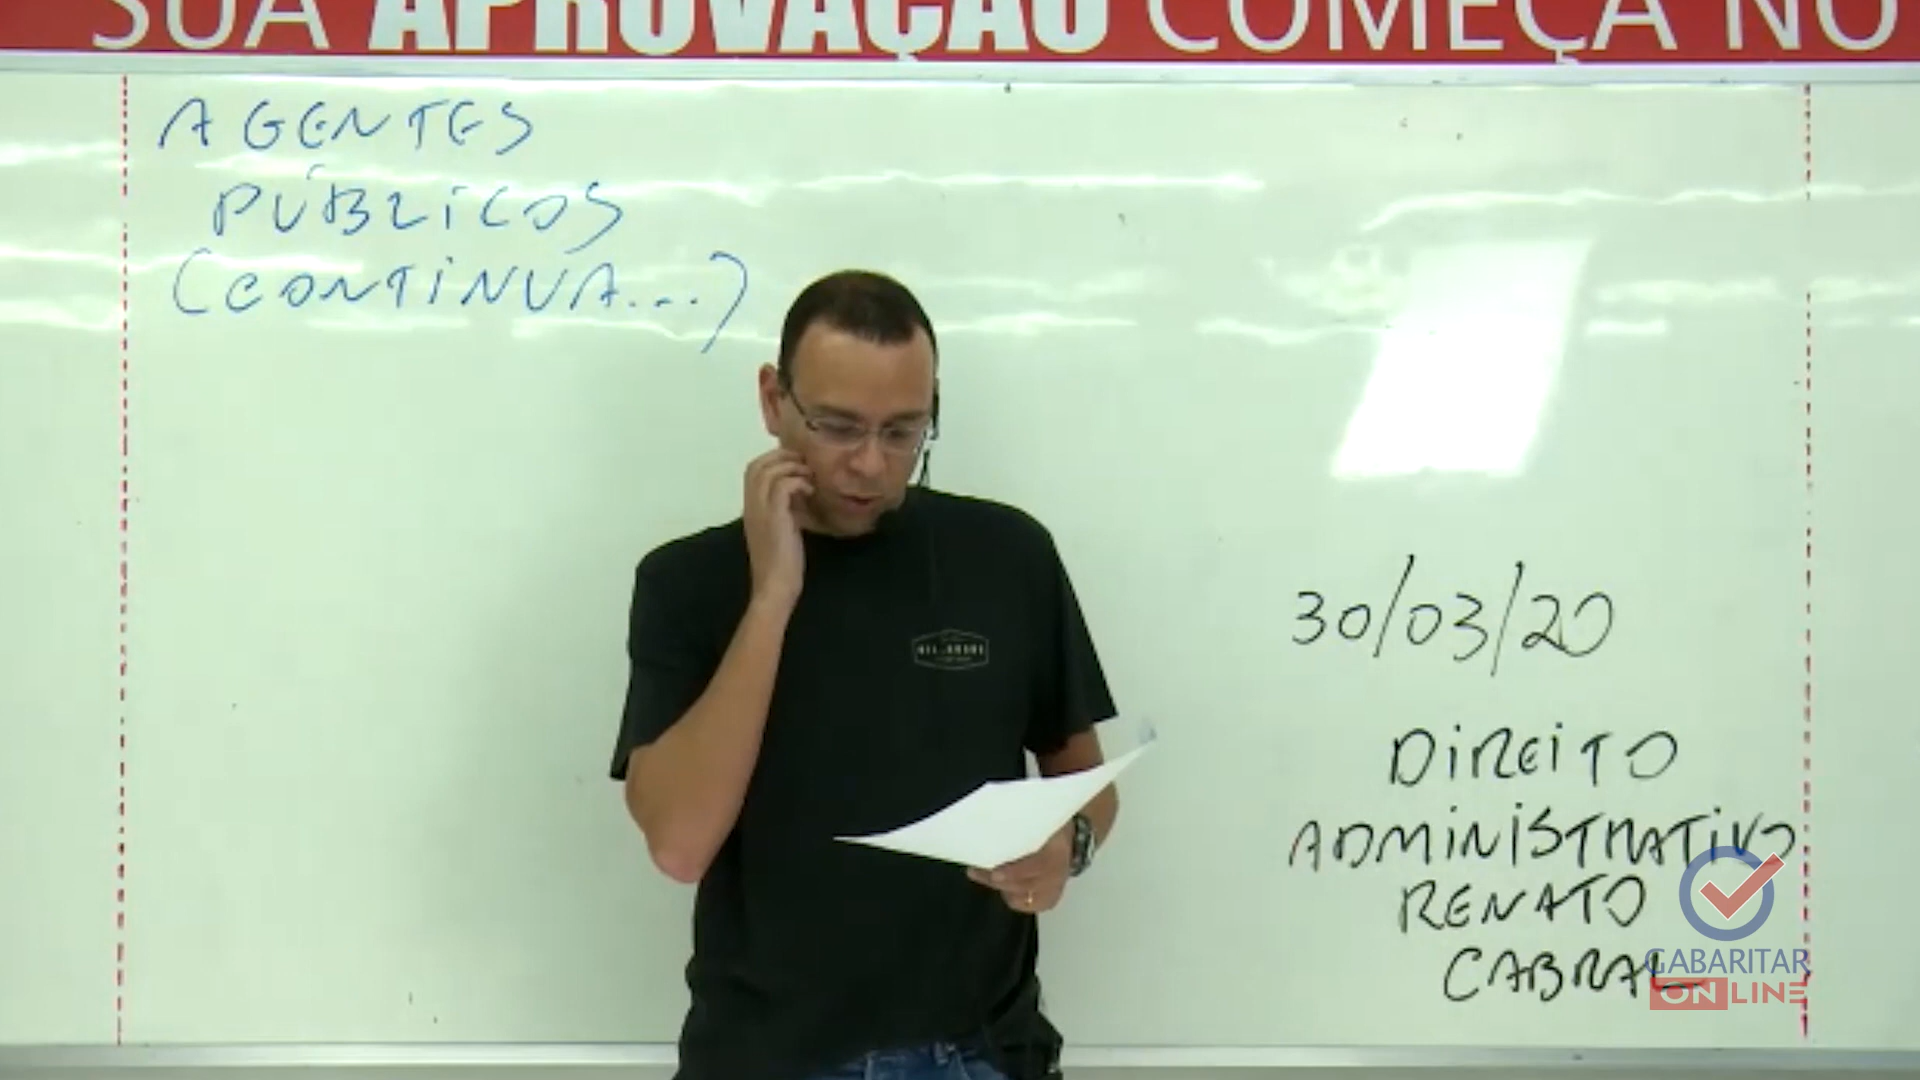 SUA APROVAÇÃO COMEÇA NO
AGENTES
PÚBLICOS
(CONTINUA...)
30/03/20
DIREITO
ADMINISTRATIVO
RENATO
CABRAL
GABARITAR
ONLINE